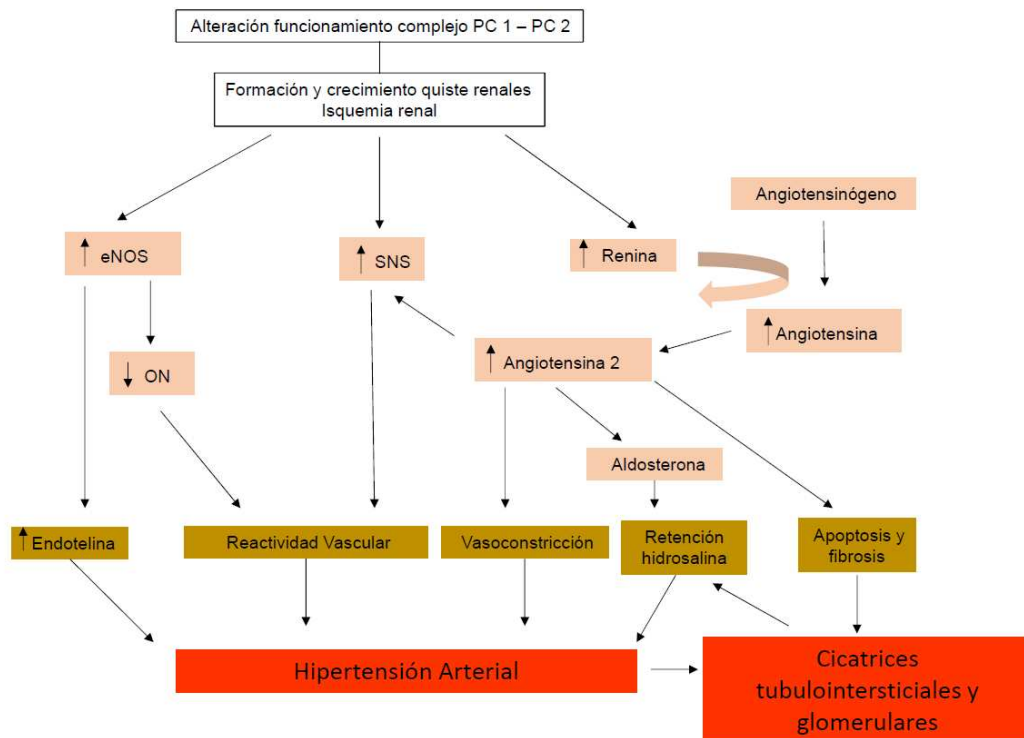 Alteración funcionamiento complejo PC 1 – PC 2
Formación y crecimiento quiste renales
Isquemia renal
Angiotensinógeno
eNOS
SNS
Renina
Angiotensina
Angiotensina 2
ON
Aldosterona
Endotelina
Reactividad Vascular
Vasoconstricción
Retención
hidrosalina
Apoptosis y
fibrosis
Hipertensión Arterial
Cicatrices
tubulointersticiales y
glomerulares